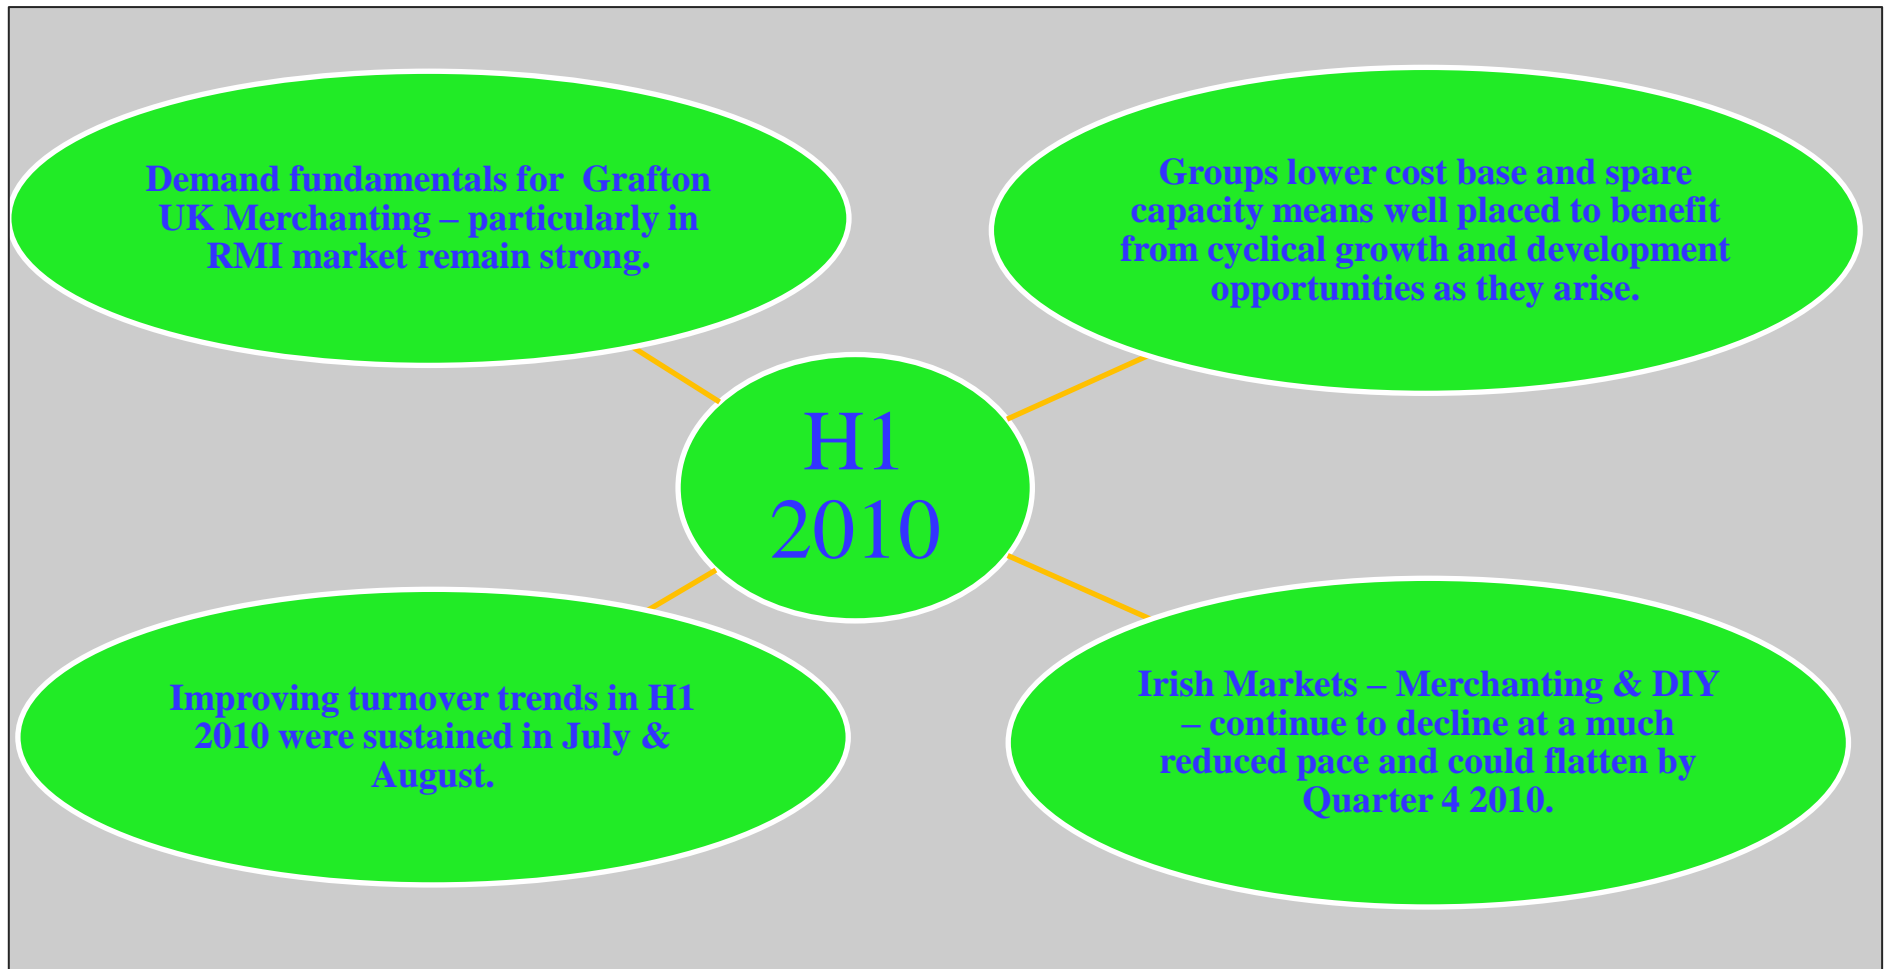 Demand fundamentals for  Grafton
UK Merchanting – particularly in
RMI market remain strong.
Groups lower cost base and spare
capacity means well placed to benefit
from cyclical growth and development
opportunities as they arise.
H1
2010
Improving turnover trends in H1
2010 were sustained in July &
August.
Irish Markets – Merchanting & DIY
– continue to decline at a much
reduced pace and could flatten by
Quarter 4 2010.